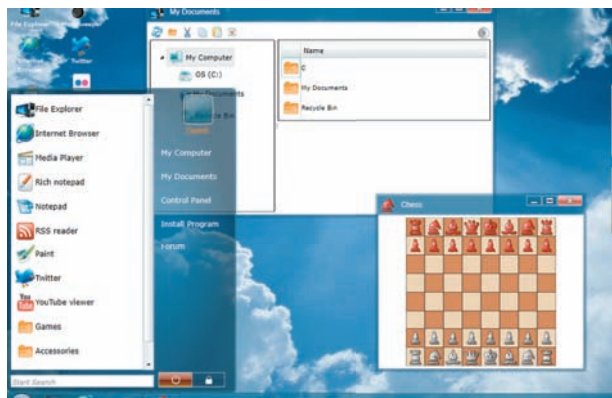 My Documents
File Explorer
Twitter
My Computer
OS (C:)
My Documents
Recycle Bin
Name
C
My Documents
Recycle Bin
File Explorer
Internet Browser
Media Player
Rich notepad
Notepad
RSS reader
Paint
Twitter
YouTube viewer
Games
Accessories
Start Search
My Computer
My Documents
Control Panel
Install Program
Forum
Chess
You
Tube